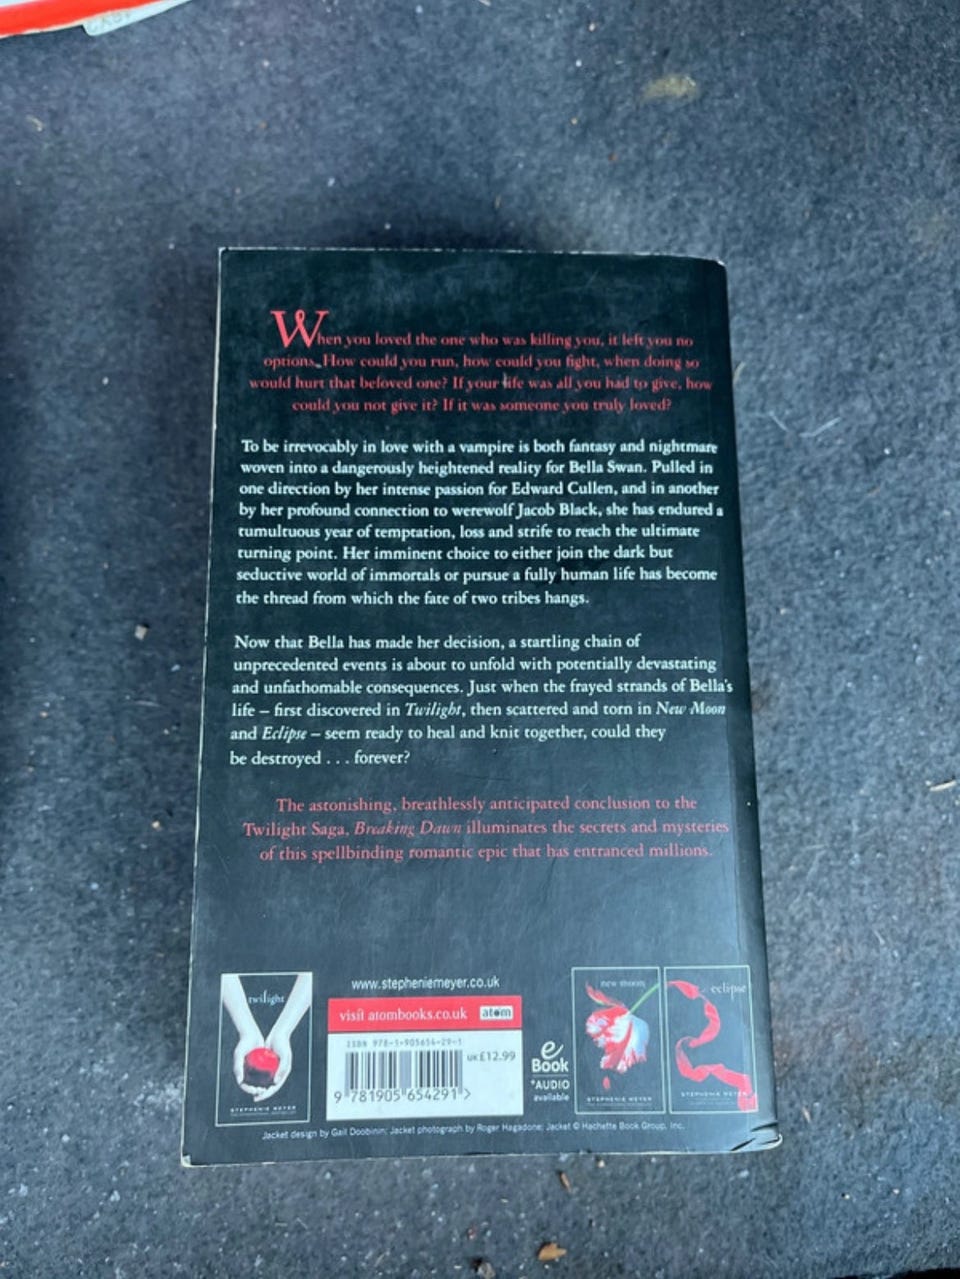 When you loved the one who was killing you, it left you no
options. How could you run, how could you fight, when doing so
would hurt that beloved one? If your life was all you had to give, how
could you not give it? If it was someone you truly loved?
To be irrevocably in love with a vampire is both fantasy and nightmare
woven into a dangerously heightened reality for Bella Swan. Pulled in
one direction by her intense passion for Edward Cullen, and in another
by her profound connection to werewolf Jacob Black, she has endured a
tumultuous year of temptation, loss and strife to reach the ultimate
turning point. Her imminent choice to either join the dark but
seductive world of immortals or pursue a fully human life has become
the thread from which the fate of two tribes hangs.
Now that Bella has made her decision, a startling chain of
unprecedented events is about to unfold with potentially devastating
and unfathomable consequences. Just when the frayed strands of Bella's
life – first discovered in Twilight, then scattered and torn in New Moon
and Eclipse – seem ready to heal and knit together, could they
be destroyed . . . forever?
The astonishing, breathlessly anticipated conclusion to the
Twilight Saga, Breaking Dawn illuminates the secrets and mysteries
of this spellbinding romantic epic that has entranced millions.
twilight
STEPHENIE MEYER
www.stepheniemeyer.co.uk
visit atombooks.co.uk atom
ISBN 978-1-905654-29-1
UK £12.99
9 781905 654291 >
eBook
*AUDIO
available
new moon
STEPHENIE MEYER
eclipse
STEPHENIE MEYER
Jacket design by Gail Doobinin; Jacket photograph by Roger Hagadone; Jacket © Hachette Book Group, Inc.